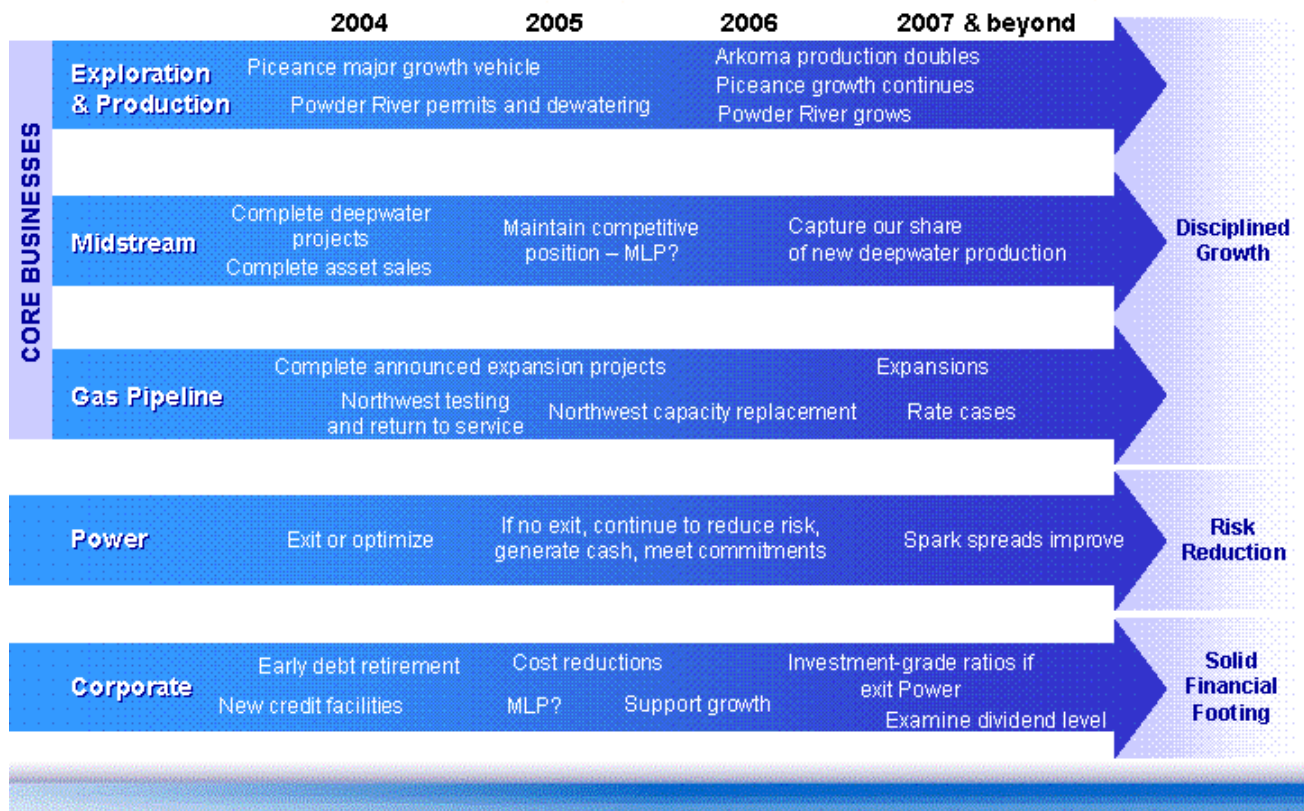 2004 2005 2006 2007 & beyond
CORE BUSINESSES
Exploration
& Production
Piceance major growth vehicle
Powder River permits and dewatering
Arkoma production doubles
Piceance growth continues
Powder River grows
Midstream
Complete deepwater
projects
Complete asset sales
Maintain competitive
position – MLP?
Capture our share
of new deepwater production
Disciplined
Growth
Gas Pipeline
Complete announced expansion projects
Northwest testing
and return to service
Northwest capacity replacement
Expansions
Rate cases
Power
Exit or optimize
If no exit, continue to reduce risk,
generate cash, meet commitments
Spark spreads improve
Risk
Reduction
Corporate
Early debt retirement
New credit facilities
Cost reductions
MLP?
Support growth
Investment-grade ratios if
exit Power
Examine dividend level
Solid
Financial
Footing